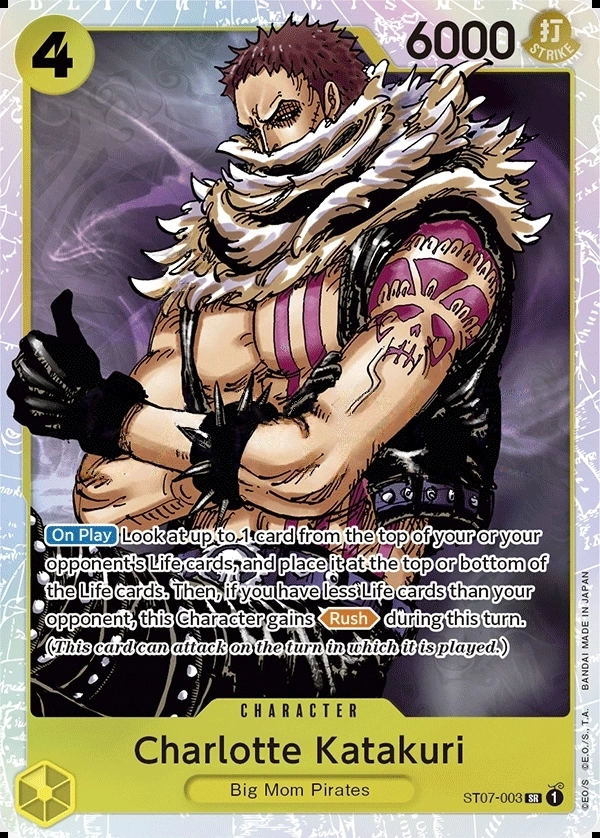 4
6000
打
STRIKE
On Play Look at up to 1 card from the top of your or your
opponent's Life cards, and place it at the top or bottom of
the Life cards. Then, if you have less Life cards than your
opponent, this Character gains Rush during this turn.
(This card can attack on the turn in which it is played.)
CHARACTER
Charlotte Katakuri
Big Mom Pirates
ST07-003 SR 1
©EO/S ©E.O./S., T.A. BANDAI MADE IN JAPAN